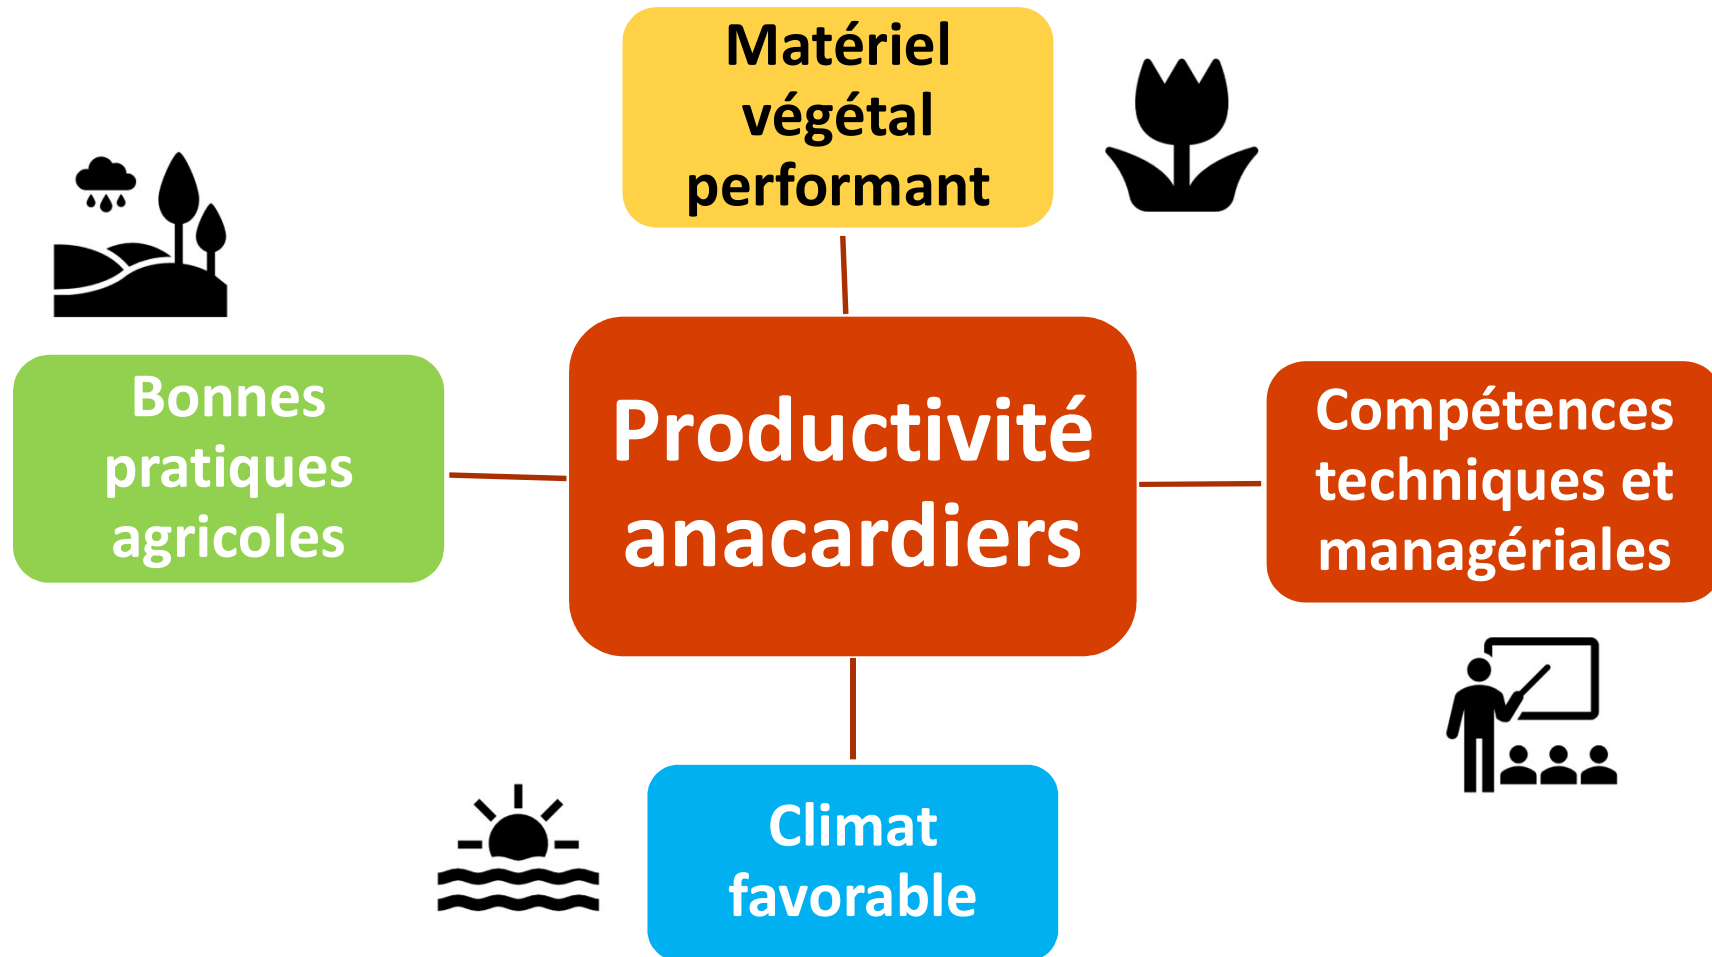 Matériel
végétal
performant
Bonnes
pratiques
agricoles
Productivité
anacardiers
Compétences
techniques et
managériales
Climat
favorable